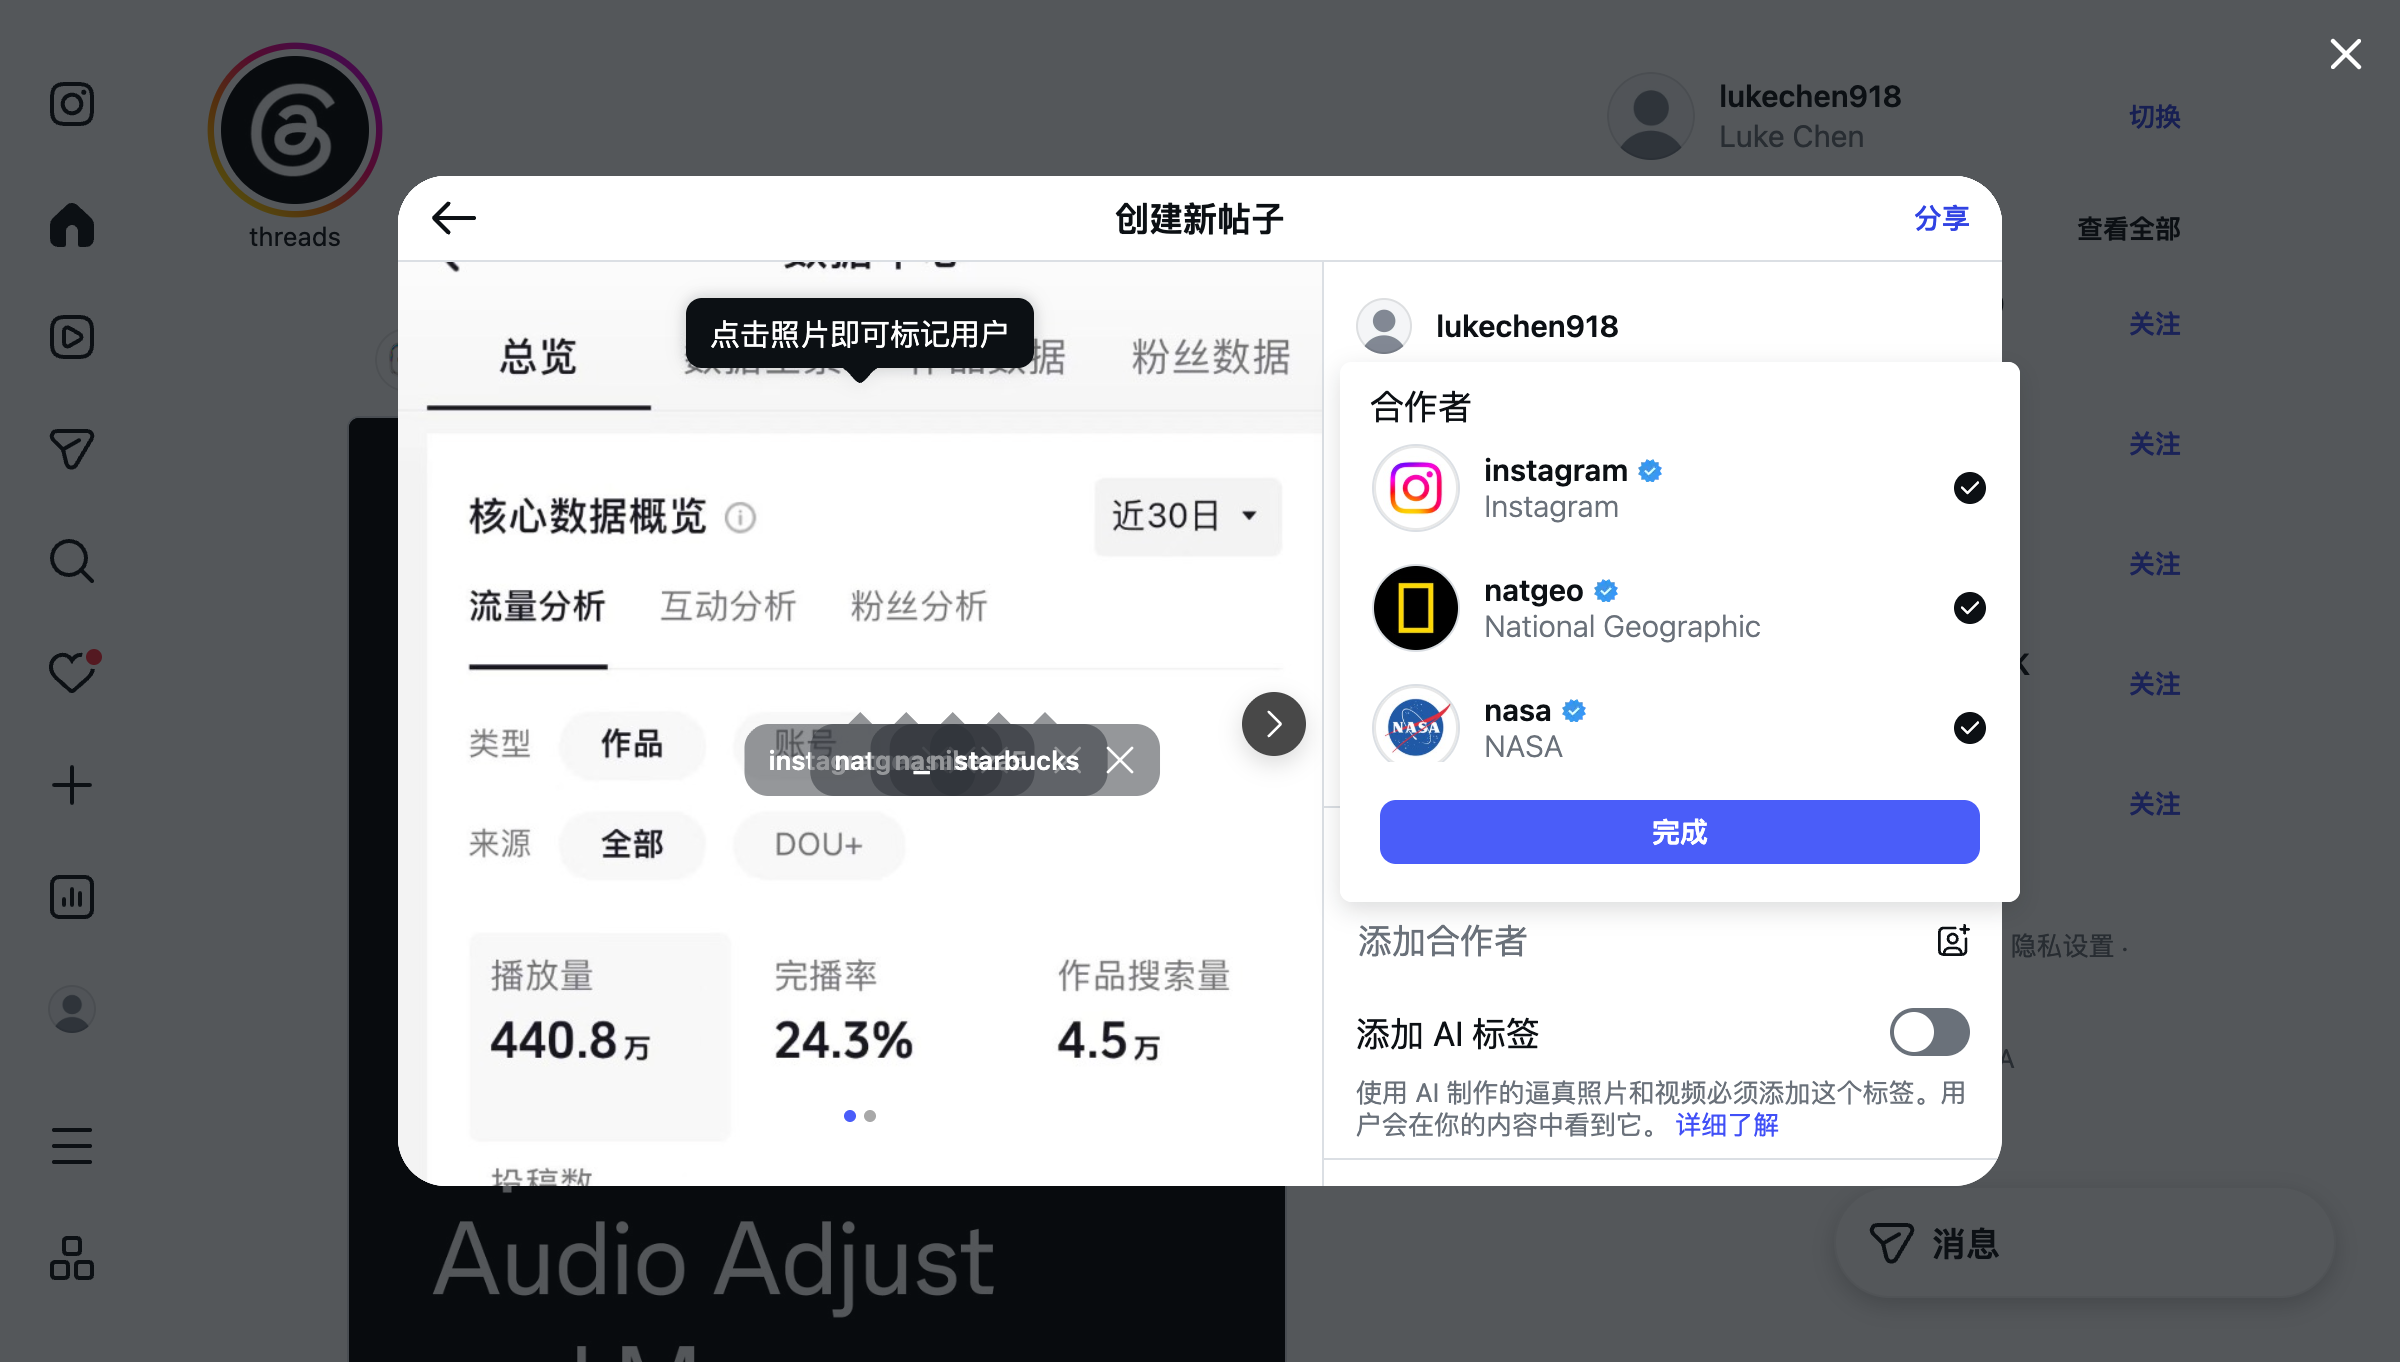 threads
lukechen918
Luke Chen
切换
查看全部
关注
关注
关注
关注
关注
隐私设置 ·
创建新帖子
分享
点击照片即可标记用户
总览
粉丝数据
核心数据概览
近30日
流量分析
互动分析
粉丝分析
类型
作品
账号
starbucks
来源
全部
DOU+
播放量
完播率
作品搜索量
440.8万
24.3%
4.5万
投稿数
lukechen918
合作者
instagram
Instagram
natgeo
National Geographic
NASA
nasa
NASA
完成
添加合作者
添加 AI 标签
使用 AI 制作的逼真照片和视频必须添加这个标签。用
户会在你的内容中看到它。 详细了解
Audio Adjust
消息